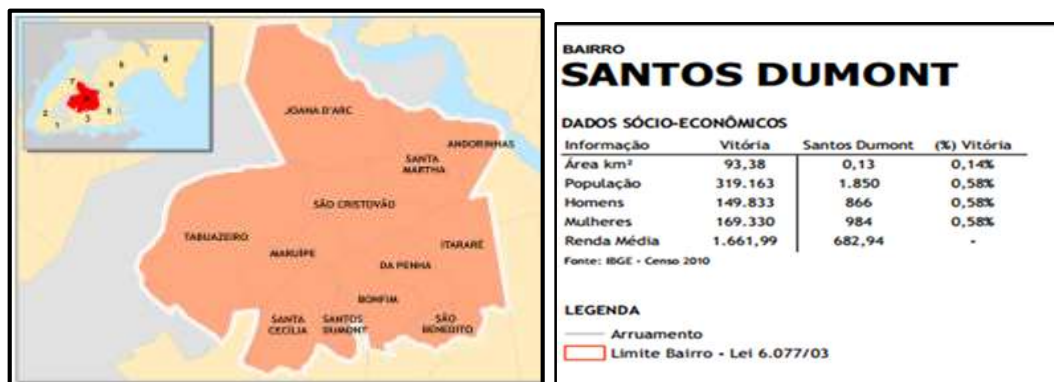 JOANA D'ARC
ANDORINHAS
SANTA
MARTHA
SÃO CRISTOVÃO
TABUAZEIRO
ITARARÉ
MARUIPE
DA PENHA
BONFIM
SANTA
CECÍLIA
SANTOS
DUMONT
SÃO
BENEDITO
BAIRRO
SANTOS DUMONT
DADOS SÓCIO-ECONÔMICOS
Informação Vitória Santos Dumont (%) Vitória
Área km² 93,38 0,13 0,14%
População 319.163 1.850 0,58%
Homens 149.833 866 0,58%
Mulheres 169.330 984 0,58%
Renda Média 1.661,99 682,94 -
Fonte: IBGE - Censo 2010
LEGENDA
Arruamento
Limite Bairro - Lei 6.077/03